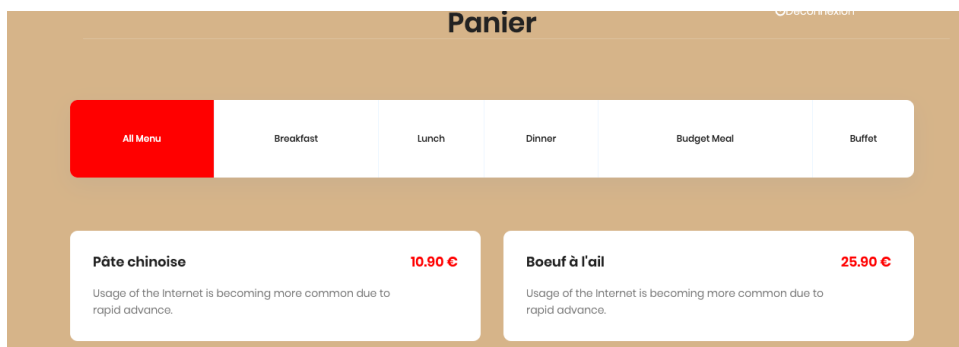 Déconnexion
Panier
All Menu
Breakfast
Lunch
Dinner
Budget Meal
Buffet
Pâte chinoise
10.90 €
Usage of the Internet is becoming more common due to
rapid advance.
Boeuf à l'ail
25.90 €
Usage of the Internet is becoming more common due to
rapid advance.